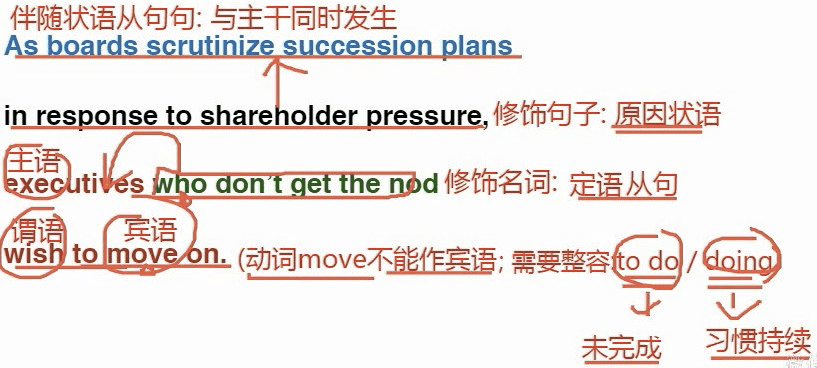 伴随状语从句句: 与主干同时发生
As boards scrutinize succession plans
in response to shareholder pressure, 修饰句子: 原因状语
主语
executives who don't get the nod 修饰名词: 定语从句
谓语 宾语
wish to move on. (动词move不能作宾语; 需要整容:to do / doing)
未完成 习惯持续